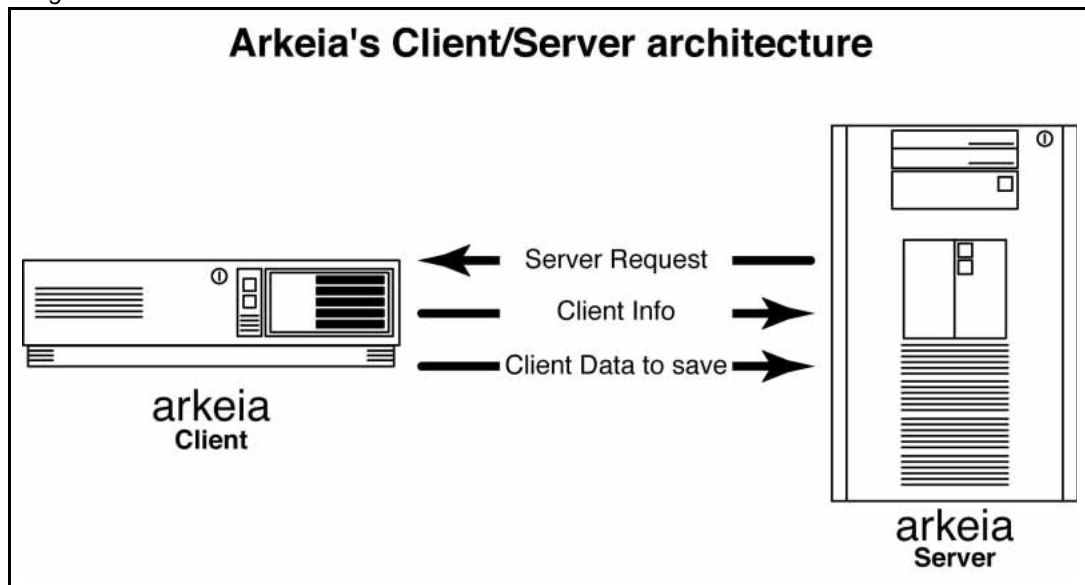 Arkeia's Client/Server architecture
Server Request
Client Info
Client Data to save
arkeia
Client
arkeia
Server